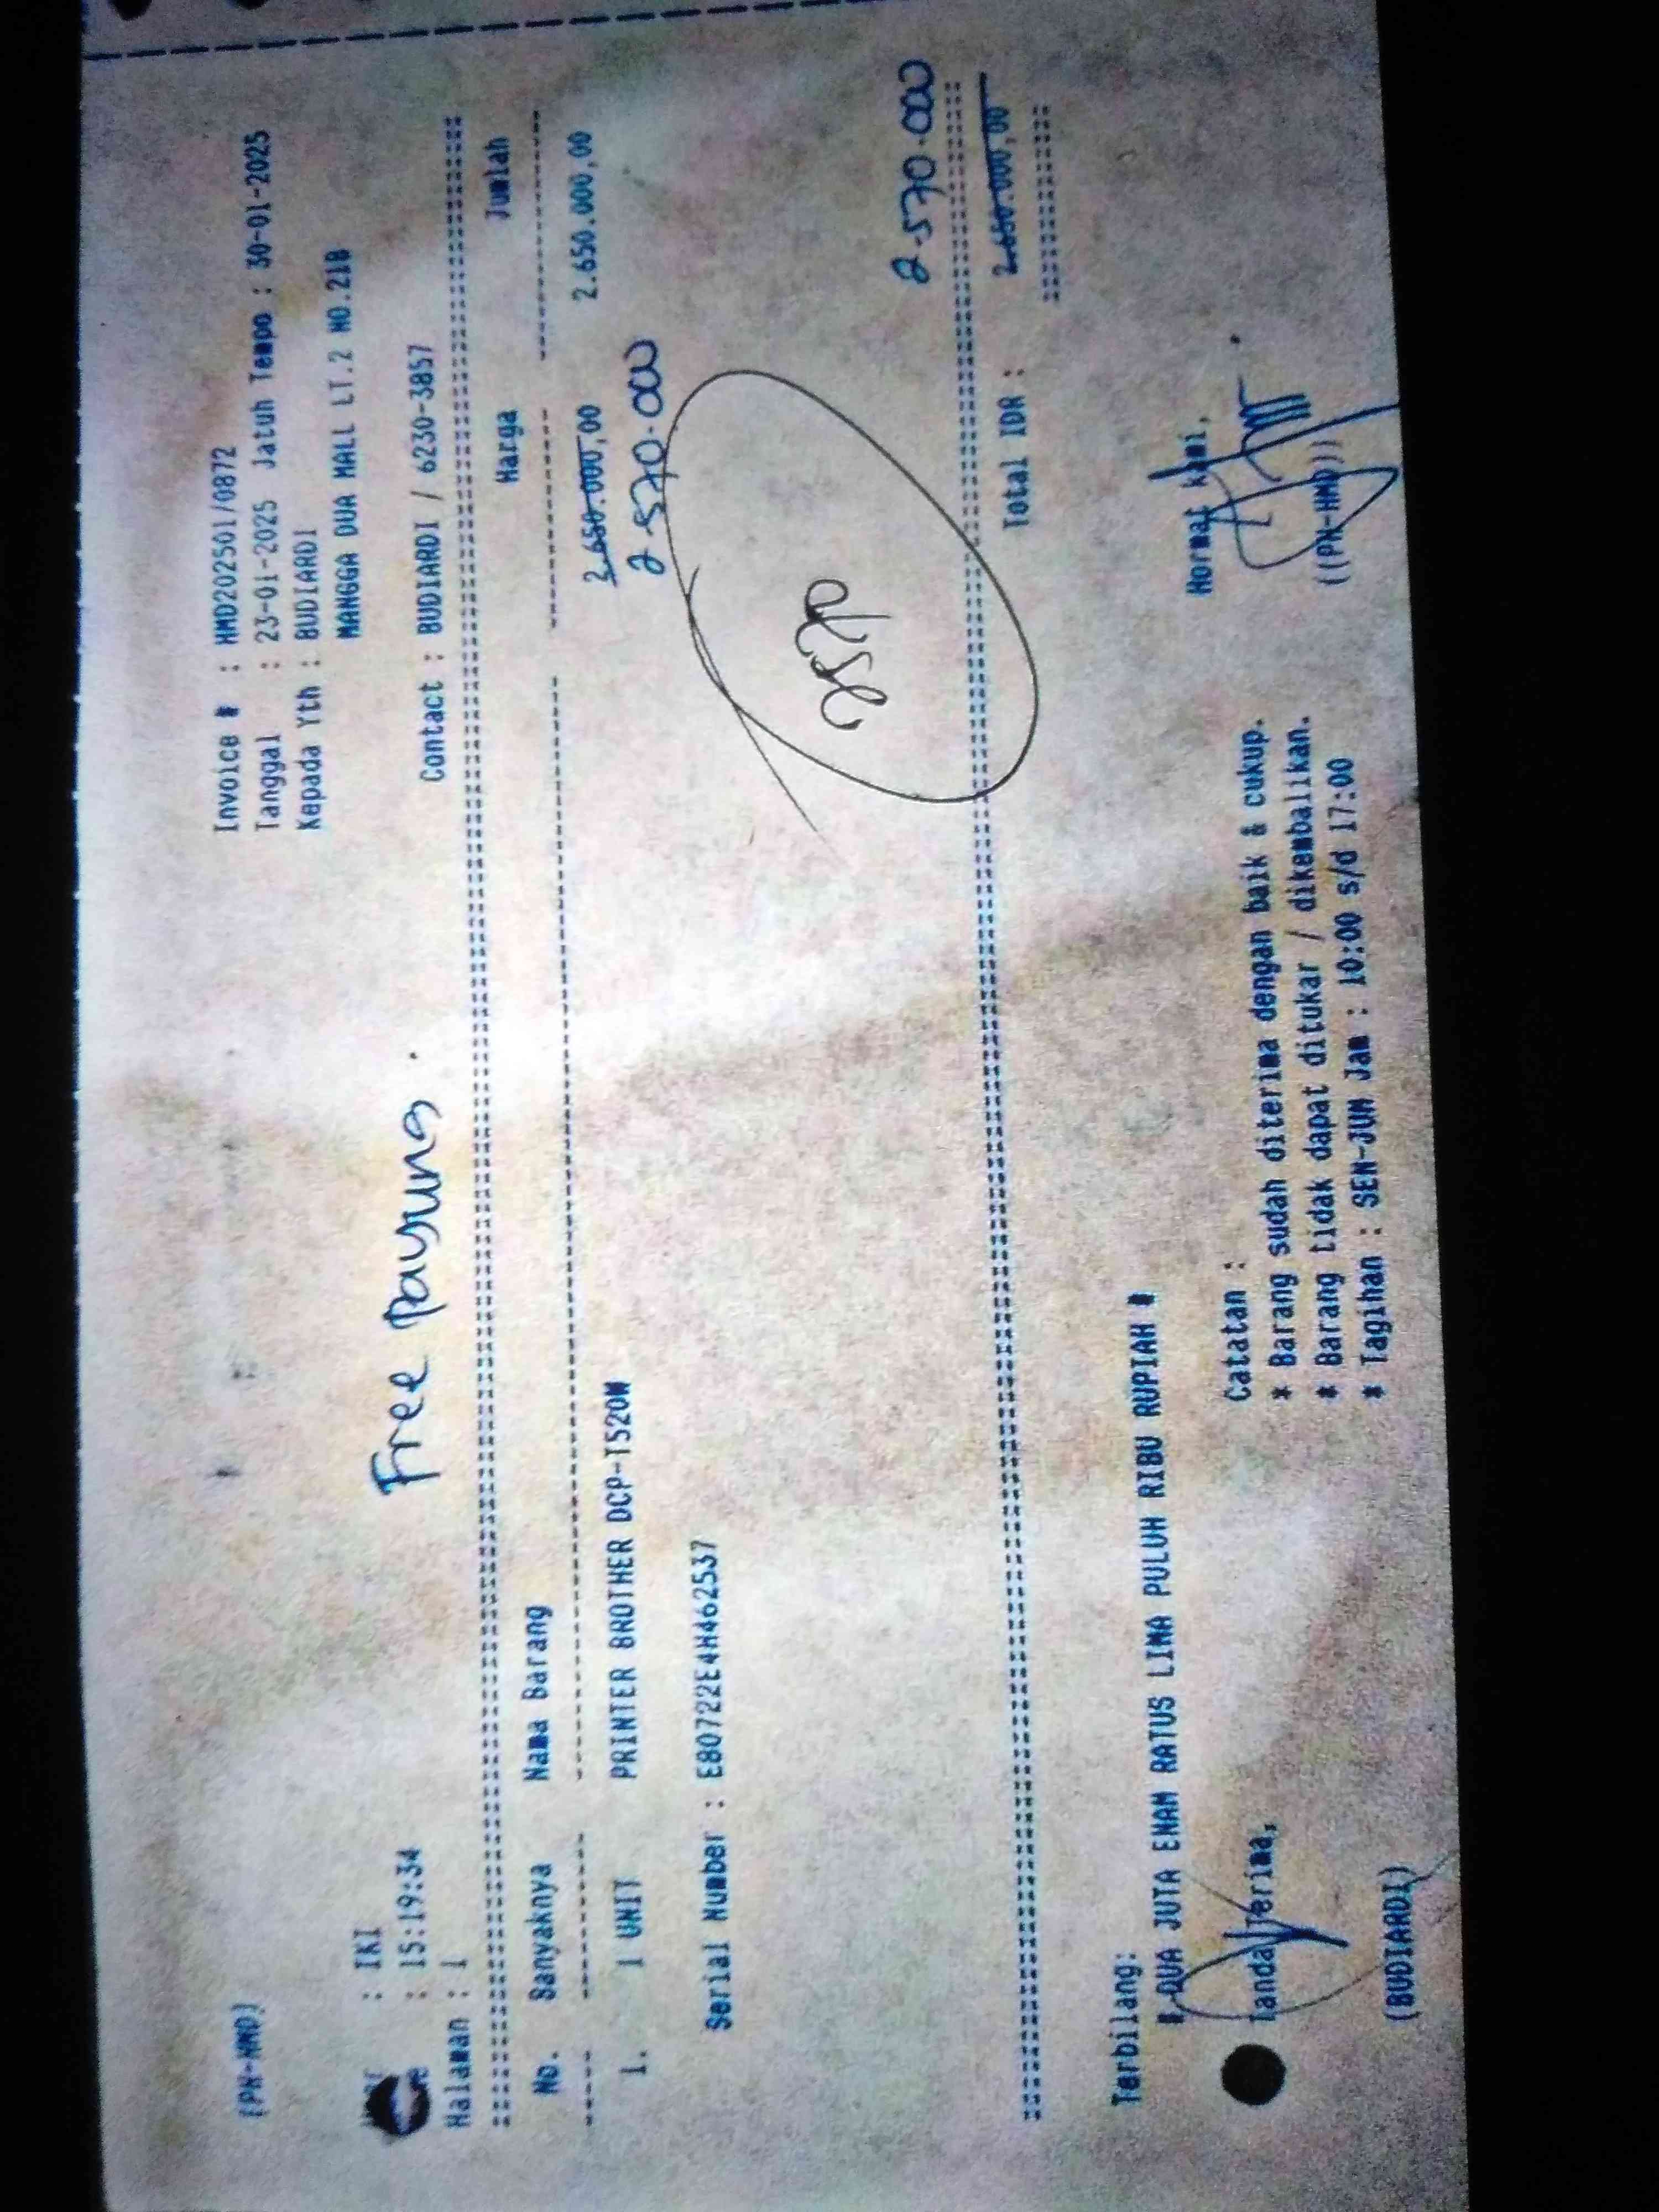 (PN-HMD)
Invoice # : HMD202501/0872
Tanggal : 23-01-2025 Jatuh Tempo : 30-01-2025
Kepada Yth : BUDIARDI
MANGGA DUA MALL LT.2 NO.21B
: IKI
: 15:19:34
Halaman : 1
Free payung.
Contact : BUDIARDI / 6230-3857
No. Banyaknya Nama Barang Harga Jumlah
1. 1 UNIT PRINTER BROTHER DCP-T520W 2.650.000,00 2.650.000,00
2.570.000
Serial Number : E80722E4H462537
2.570.000
Total IDR : 2.650.000,00
Terbilang:
# DUA JUTA ENAM RATUS LIMA PULUH RIBU RUPIAH #
Tanda Terima,
(BUDIARDI)
Catatan :
* Barang sudah diterima dengan baik & cukup.
* Barang tidak dapat ditukar / dikembalikan.
* Tagihan : SEN-JUM Jam : 10:00 s/d 17:00
Hormat kami,
((PN-HMD))